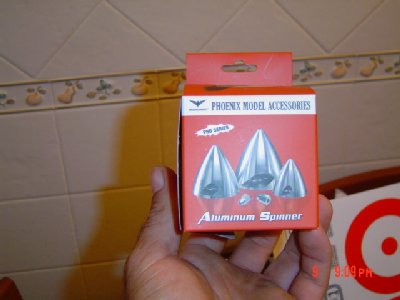 PHOENIX MODEL ACCESSORIES
PRO SERIES
Aluminum Spinner
9 9:09 PM